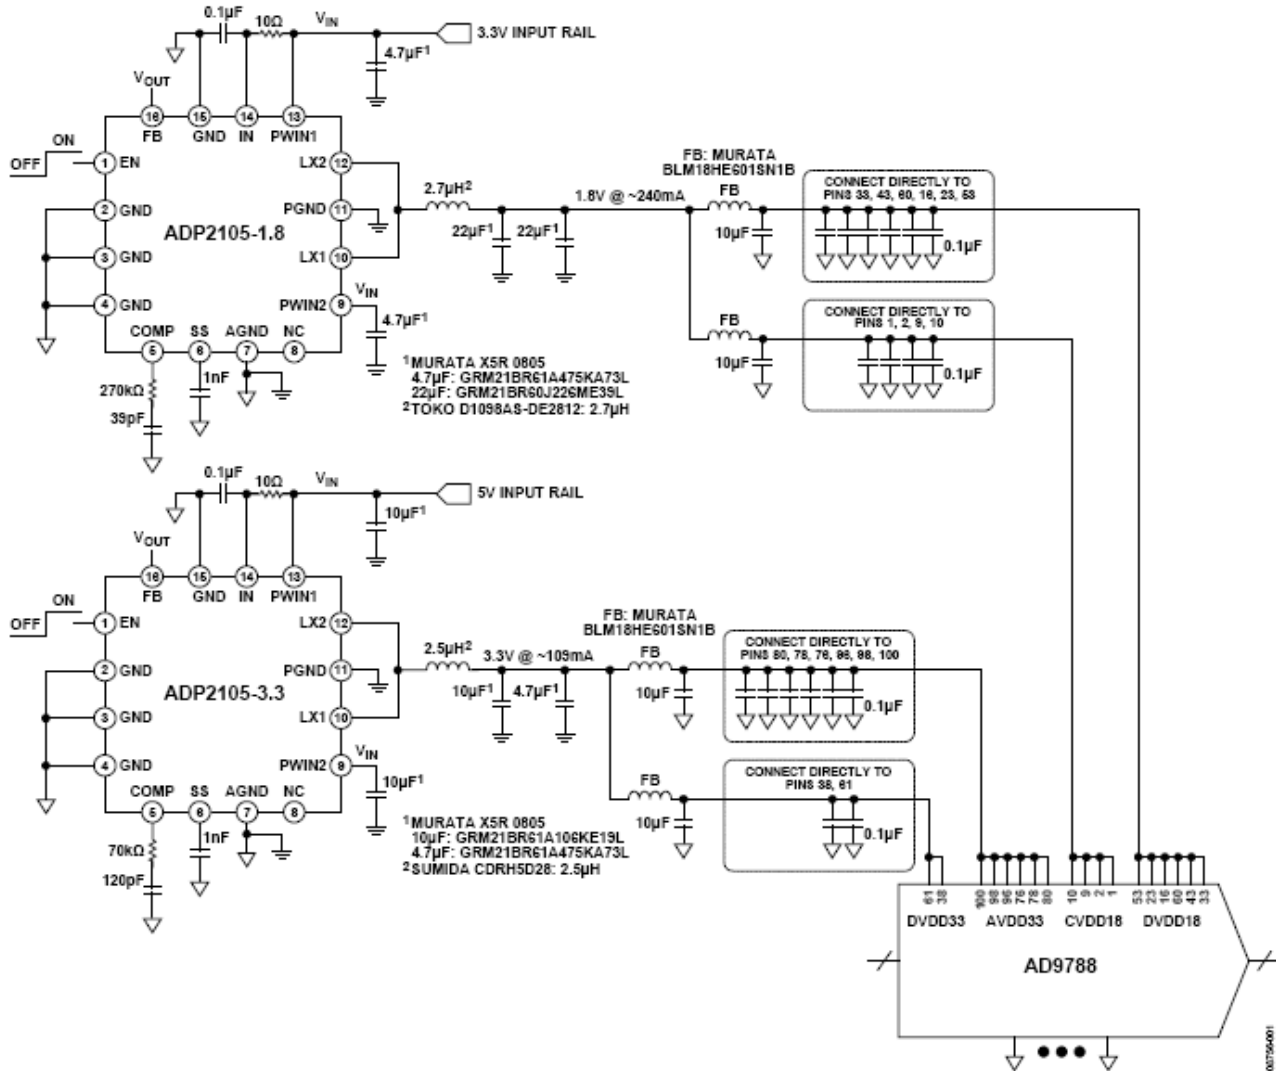 0.1µF 10Ω VIN 3.3V INPUT RAIL
4.7µF1
VOUT
16 15 14 13
FB GND IN PWIN1
ON
OFF 1 EN LX2 12
FB: MURATA
BLM18HE601SN1B
2 GND PGND 11
ADP2105-1.8
3 GND LX1 10
4 GND PWIN2 9
VIN
4.7µF1
COMP SS AGND NC
5 6 7 8
270kΩ 1nF
39pF
2.7µH2 1.8V @ ~240mA FB
22µF1 22µF1 10µF
CONNECT DIRECTLY TO
PINS 33, 43, 60, 16, 23, 53
0.1µF
FB
10µF
CONNECT DIRECTLY TO
PINS 1, 2, 9, 10
0.1µF
1MURATA X5R 0805
4.7µF: GRM21BR61A475KA73L
22µF: GRM21BR60J226ME39L
2TOKO D1098AS-DE2812: 2.7µH
0.1µF 10Ω VIN 5V INPUT RAIL
10µF1
VOUT
16 15 14 13
FB GND IN PWIN1
ON
OFF 1 EN LX2 12
FB: MURATA
BLM18HE601SN1B
2 GND PGND 11
ADP2105-3.3
3 GND LX1 10
4 GND PWIN2 9
VIN
10µF1
COMP SS AGND NC
5 6 7 8
70kΩ 1nF
120pF
2.5µH2 3.3V @ ~109mA FB
10µF1 4.7µF1 10µF
CONNECT DIRECTLY TO
PINS 80, 78, 76, 96, 98, 100
0.1µF
FB
10µF
CONNECT DIRECTLY TO
PINS 38, 61
0.1µF
1MURATA X5R 0805
10µF: GRM21BR61A106KE19L
4.7µF: GRM21BR61A475KA73L
2SUMIDA CDRH5D28: 2.5µH
61 38 100 98 96 76 78 80 10 9 2 1 53 23 16 60 43 33
DVDD33 AVDD33 CVDD18 DVDD18
AD9788